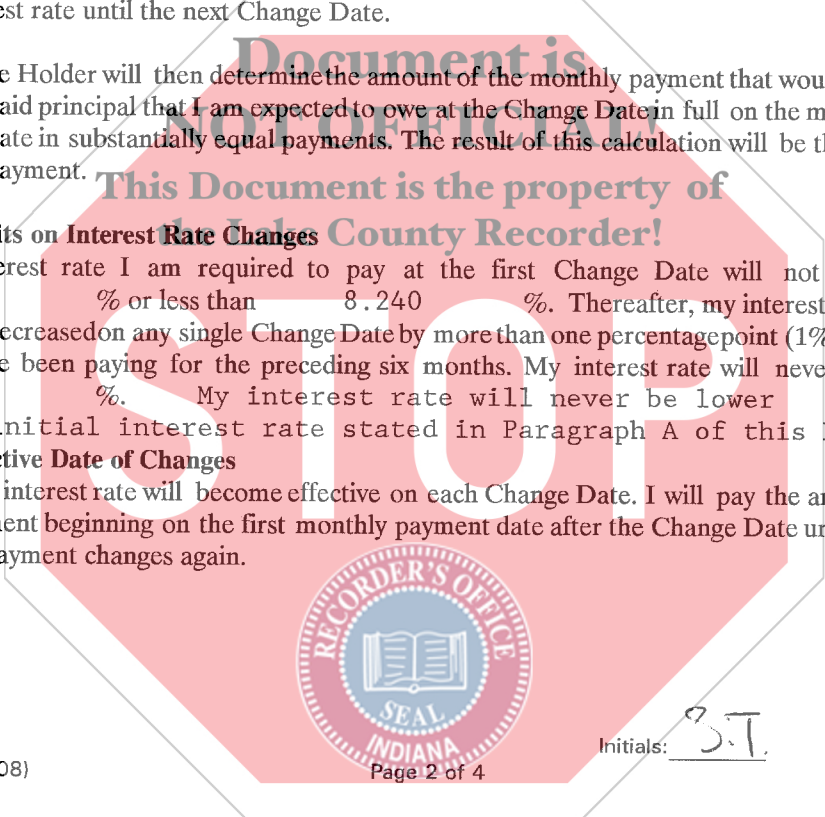 est rate until the next Change Date.
Document is
e Holder will then determine the amount of the monthly payment that wou
aid principal that I am expected to owe at the Change Date in full on the m
NOT OFFICIAL!
ate in substantially equal payments. The result of this calculation will be th
ayment.
This Document is the property of
the Lake County Recorder!
its on Interest Rate Changes
erest rate I am required to pay at the first Change Date will not
% or less than 8.240 %. Thereafter, my interest
ecreased on any single Change Date by more than one percentage point (1%
e been paying for the preceding six months. My interest rate will neve
%. My interest rate will never be lower
initial interest rate stated in Paragraph A of this
STOP
ctive Date of Changes
interest rate will become effective on each Change Date. I will pay the a
ent beginning on the first monthly payment date after the Change Date un
ayment changes again.
RECORDER'S OFFICE
SEAL
INDIANA
Initials: S.T.
08)
Page 2 of 4